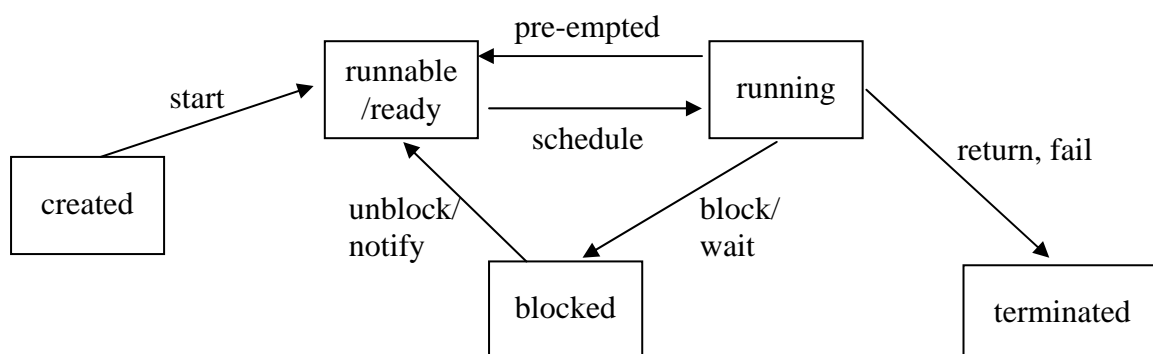 pre-empted
runnable
/ready
running
start
schedule
return, fail
created
unblock/
notify
block/
wait
blocked
terminated